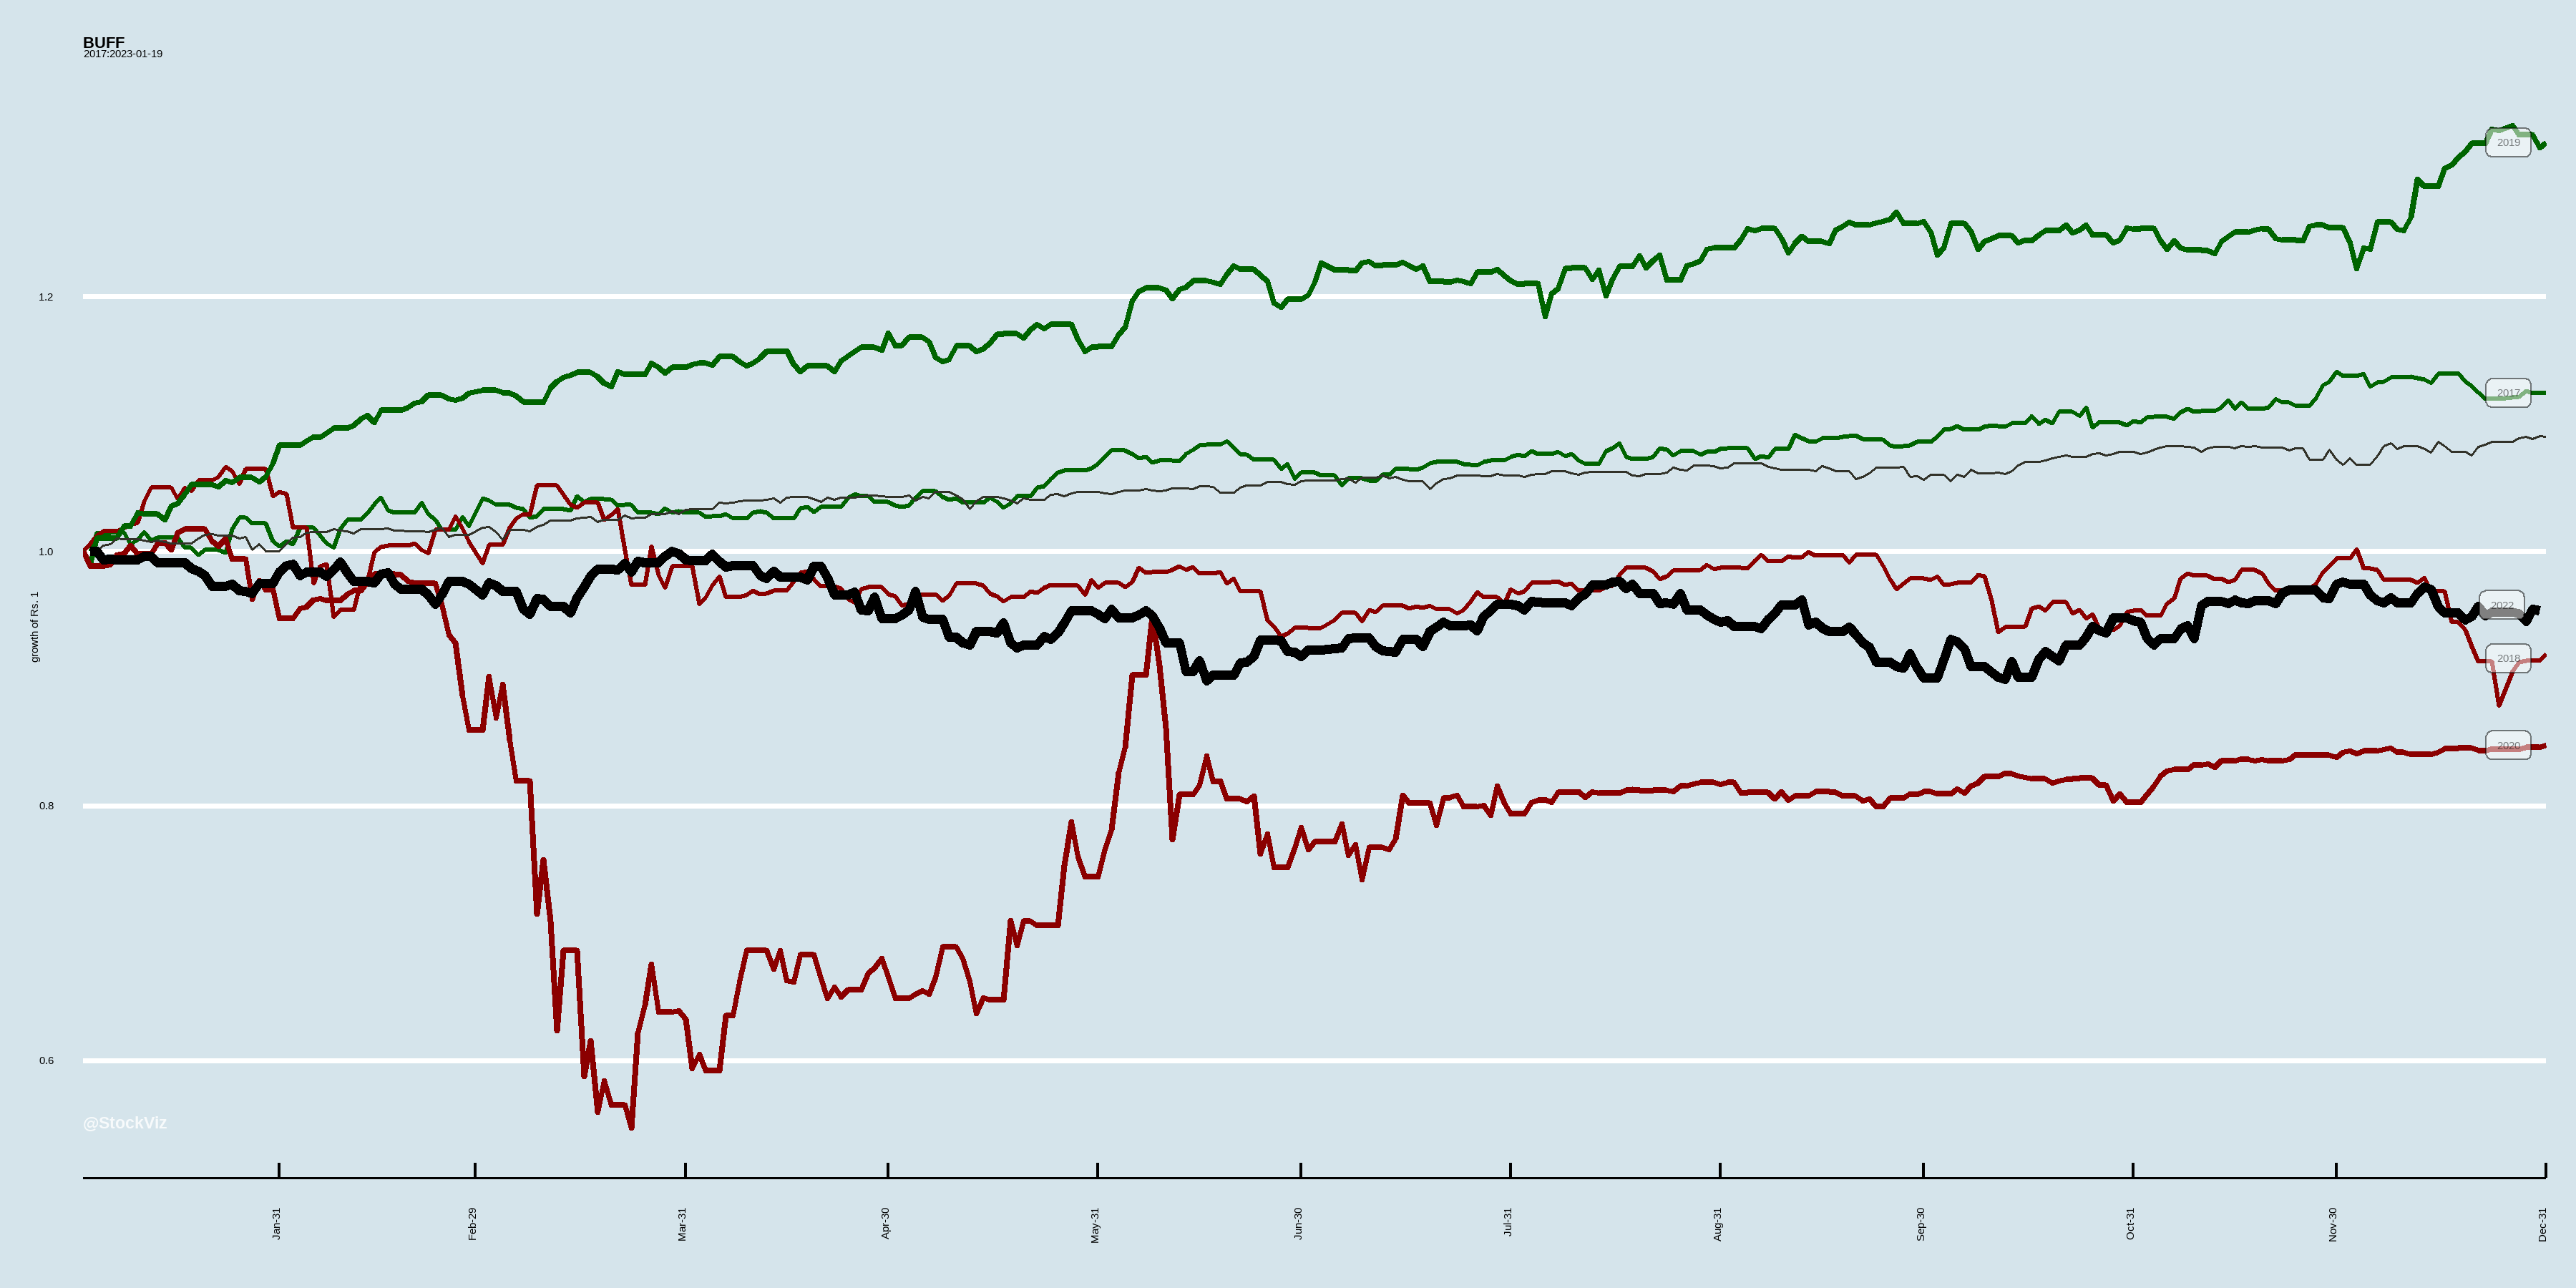 BUFF
2017:2023-01-19
2019
1.2
2017
1.0
growth of Rs. 1
2022
2018
2020
0.8
0.6
@StockViz
Jan-31
Feb-29
Mar-31
Apr-30
May-31
Jun-30
Jul-31
Aug-31
Sep-30
Oct-31
Nov-30
Dec-31